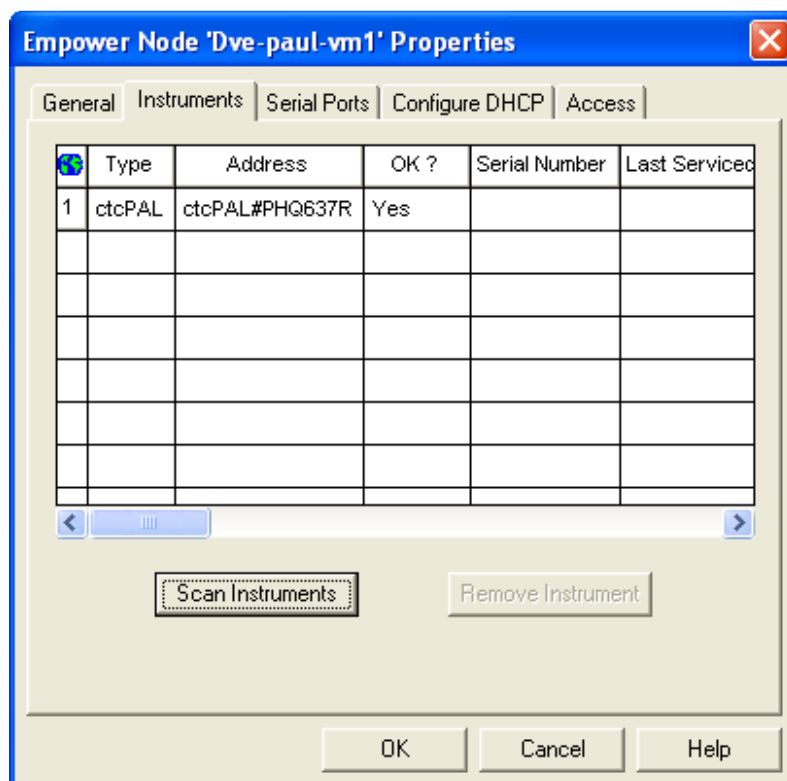 Empower Node 'Dve-paul-vm1' Properties
General Instruments Serial Ports Configure DHCP Access
Type Address OK ? Serial Number Last Serviced
1 ctcPAL ctcPAL#PHQ637R Yes
Scan Instruments Remove Instrument
OK Cancel Help